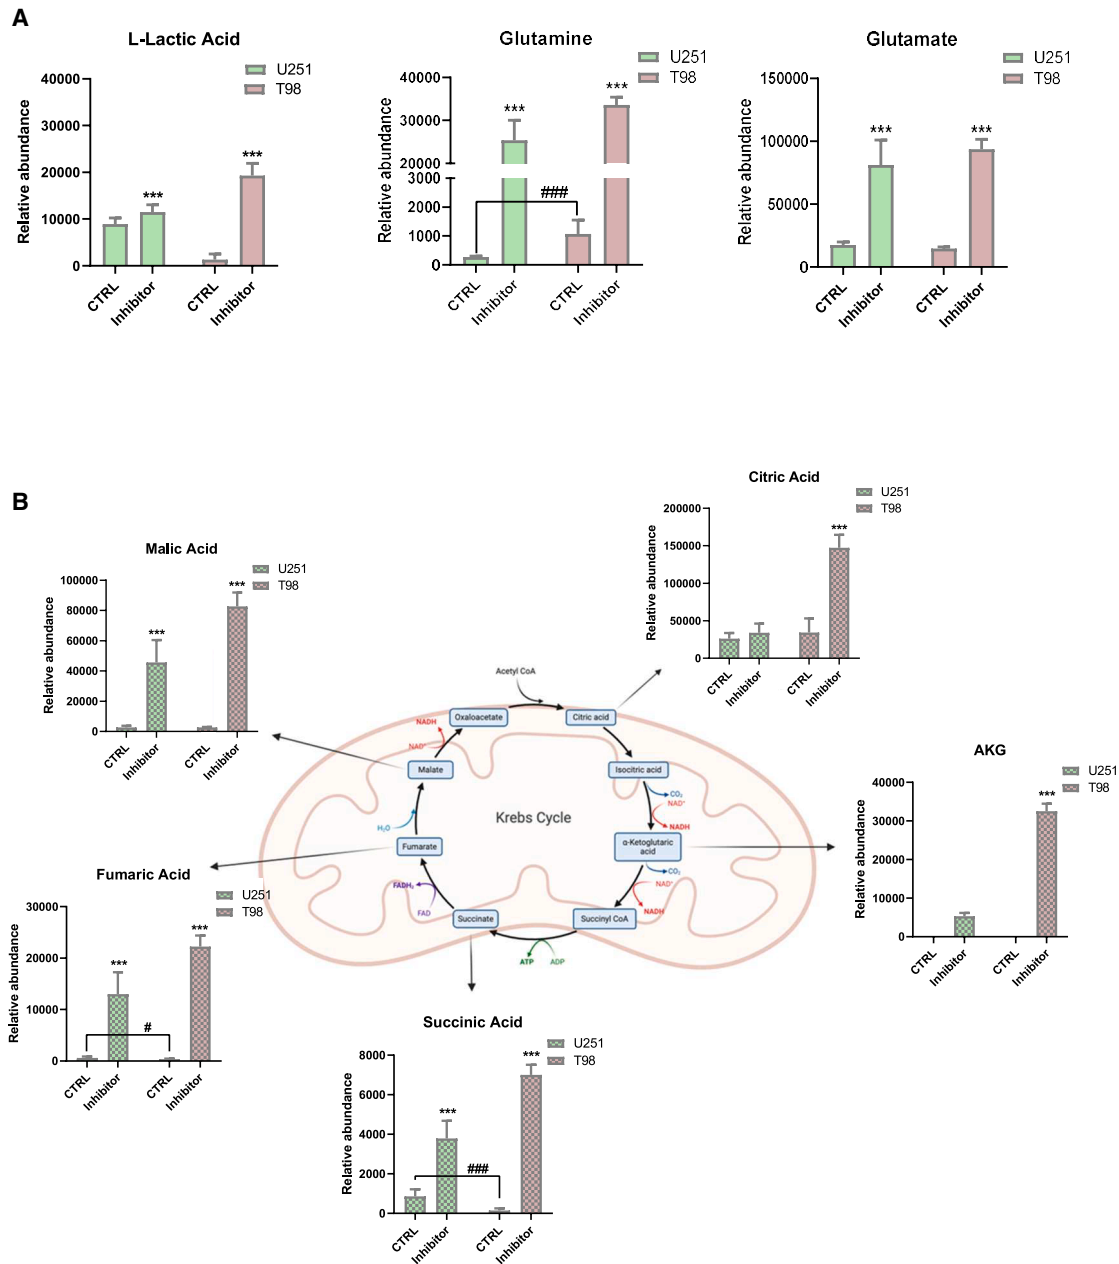 A
L-Lactic Acid
U251
T98
Relative abundance
40000
30000
20000
10000
0
***
***
CTRL
Inhibitor
CTRL
Inhibitor
Glutamine
U251
T98
Relative abundance
40000
30000
20000
3000
2000
1000
0
***
***
###
CTRL
Inhibitor
CTRL
Inhibitor
Glutamate
U251
T98
Relative abundance
150000
100000
50000
0
***
***
CTRL
Inhibitor
CTRL
Inhibitor
B
Citric Acid
U251
T98
Relative abundance
200000
150000
100000
50000
0
***
CTRL
Inhibitor
CTRL
Inhibitor
Malic Acid
U251
T98
Relative abundance
100000
80000
60000
40000
20000
0
***
***
CTRL
Inhibitor
CTRL
Inhibitor
Acetyl CoA
Oxaloacetate
Citric acid
NADH
NAD⁺
Malate
Isocitric acid
CO₂
NAD⁺
NADH
Krebs Cycle
H₂O
Fumarate
α-Ketoglutaric
acid
CO₂
NAD⁺
NADH
FADH₂
FAD
Succinate
Succinyl CoA
ATP
ADP
AKG
U251
T98
Relative abundance
40000
30000
20000
10000
0
***
CTRL
Inhibitor
CTRL
Inhibitor
Fumaric Acid
U251
T98
Relative abundance
30000
20000
10000
0
***
***
#
CTRL
Inhibitor
CTRL
Inhibitor
Succinic Acid
U251
T98
Relative abundance
8000
6000
4000
2000
0
***
***
###
CTRL
Inhibitor
CTRL
Inhibitor